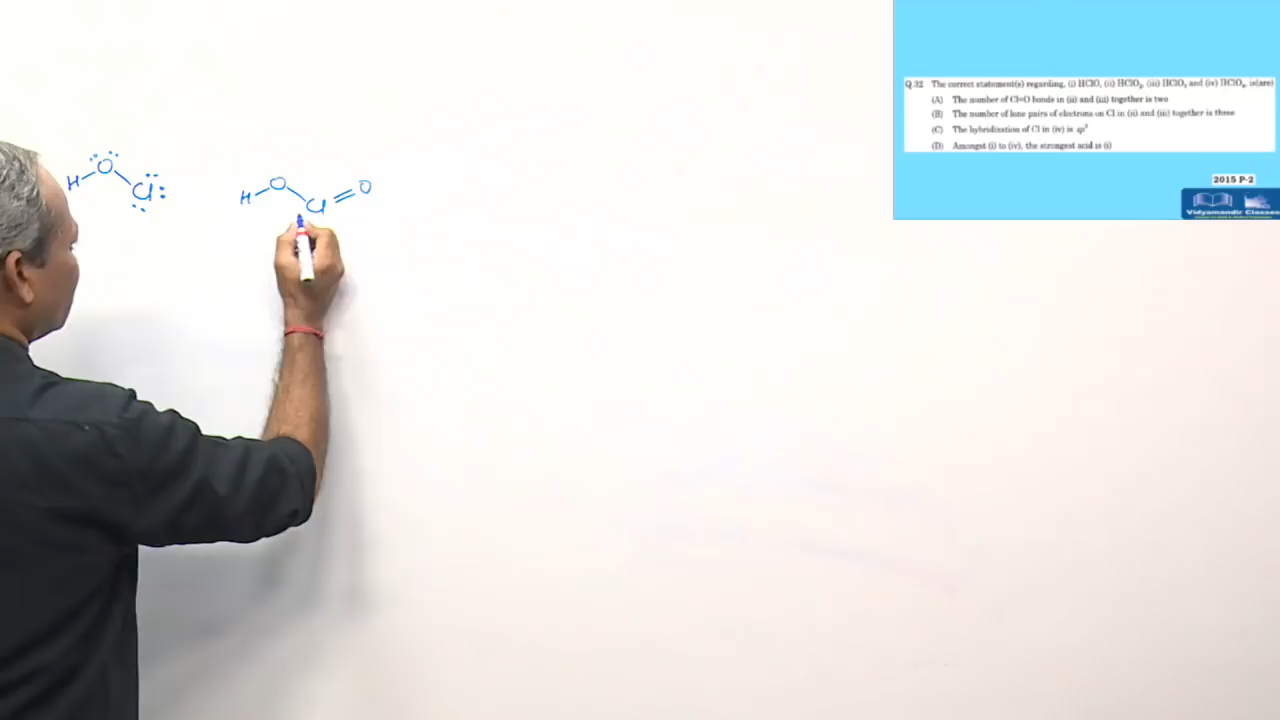 Q.32 The correct statement(s) regarding, (i) HClO, (ii) HClO₂, (iii) HClO₃ and (iv) HClO₄, is(are)
(A) The number of Cl=O bonds in (ii) and (iii) together is two
(B) The number of lone pairs of electrons on Cl in (ii) and (iii) together is three
(C) The hybridization of Cl in (iv) is sp³
(D) Amongst (i) to (iv), the strongest acid is (i)
2015 P-2
Vidyamandir Classes
H O Cl
H O Cl O